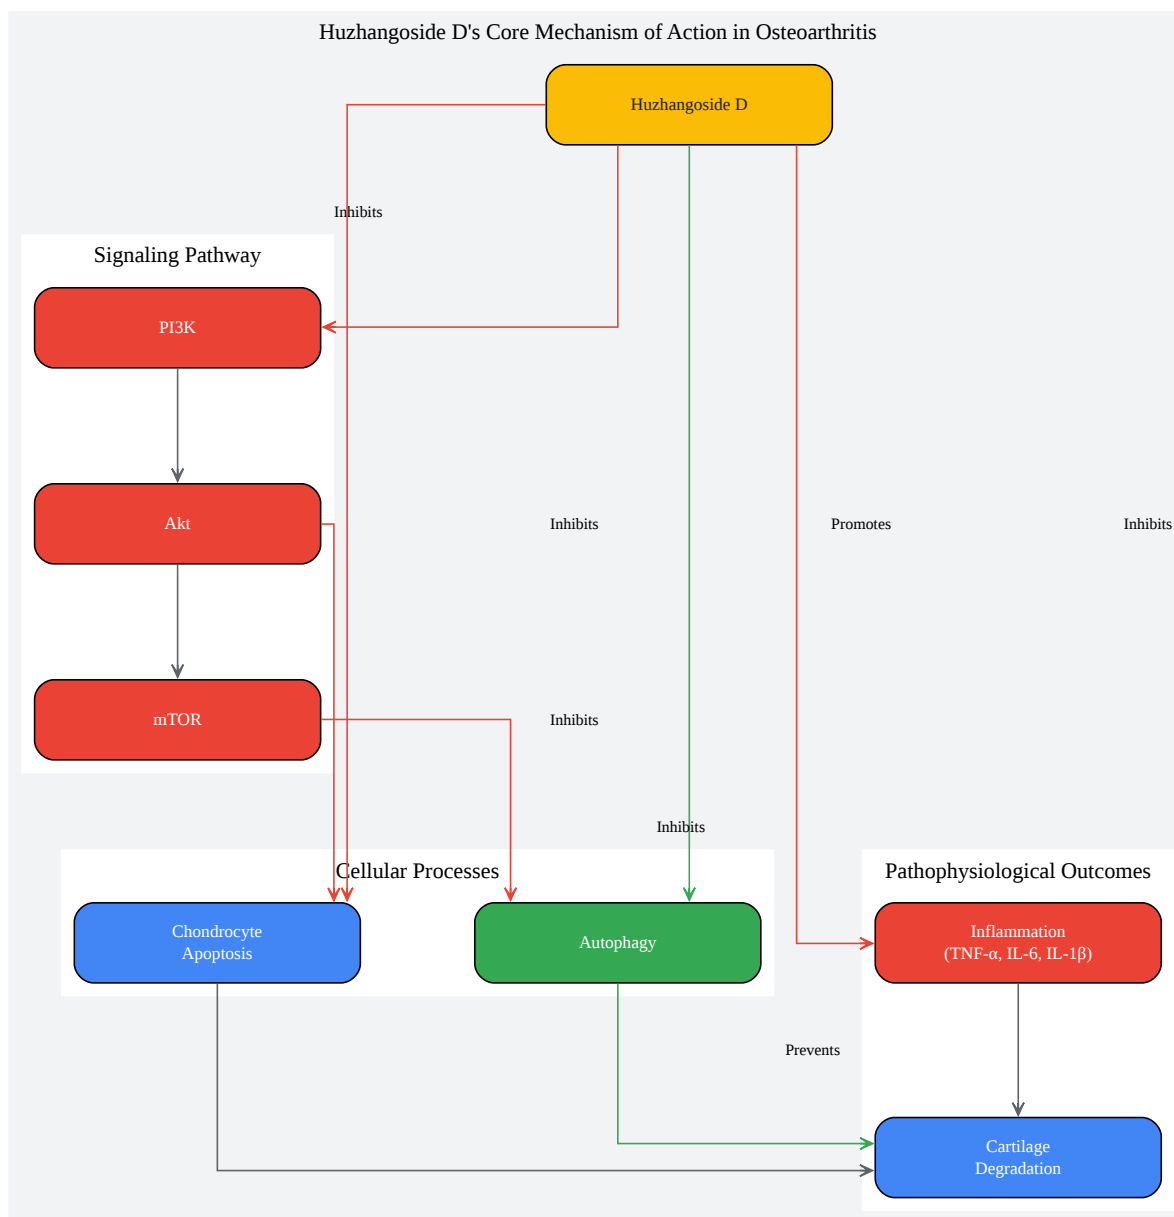 Huzhangoside D's Core Mechanism of Action in Osteoarthritis
Huzhangoside D
Inhibits
Signaling Pathway
PI3K
Akt
Inhibits
Promotes
Inhibits
mTOR
Inhibits
Inhibits
Cellular Processes
Pathophysiological Outcomes
Chondrocyte
Apoptosis
Autophagy
Inflammation
(TNF-α, IL-6, IL-1β)
Prevents
Cartilage
Degradation